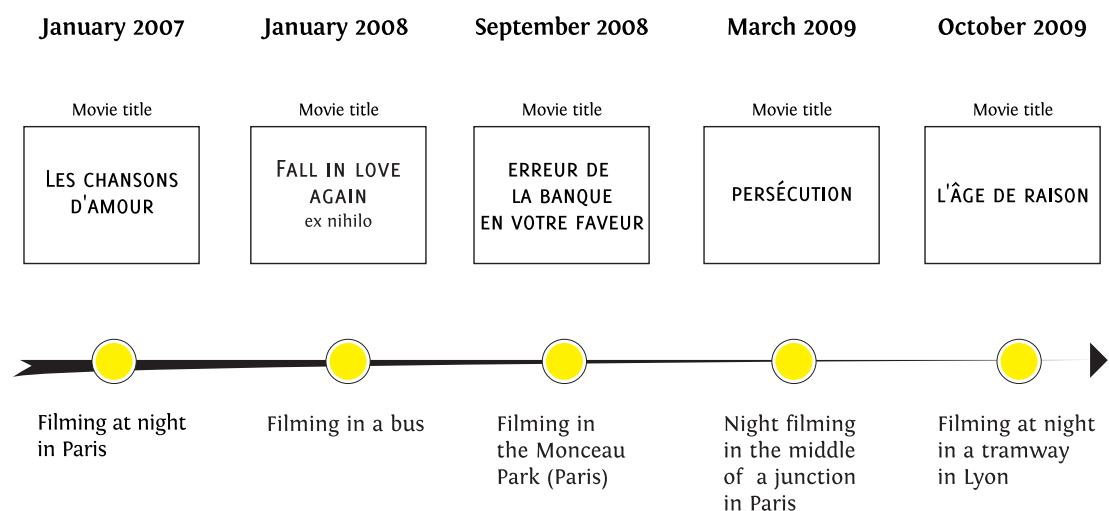 January 2007
January 2008
September 2008
March 2009
October 2009
Movie title
Movie title
Movie title
Movie title
Movie title
LES CHANSONS
D'AMOUR
FALL IN LOVE
AGAIN
ex nihilo
ERREUR DE
LA BANQUE
EN VOTRE FAVEUR
PERSÉCUTION
L'ÂGE DE RAISON
Filming at night
in Paris
Filming in a bus
Filming in
the Monceau
Park (Paris)
Night filming
in the middle
of a junction
in Paris
Filming at night
in a tramway
in Lyon